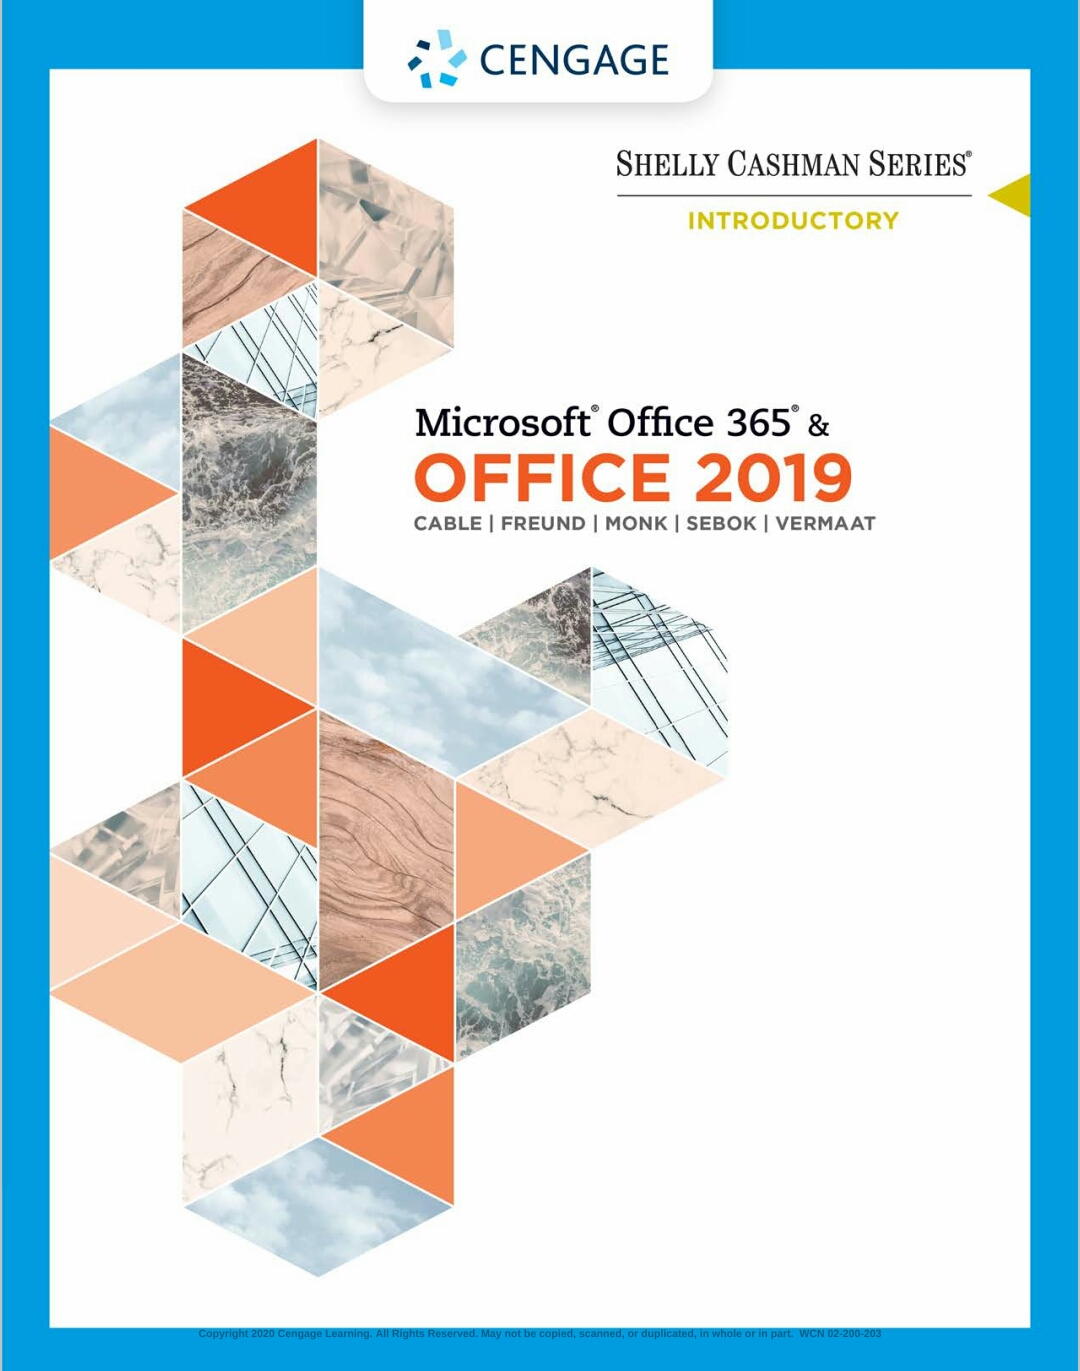 CENGAGE
SHELLY CASHMAN SERIES®
INTRODUCTORY
Microsoft® Office 365® &
OFFICE 2019
CABLE | FREUND | MONK | SEBOK | VERMAAT
Copyright 2020 Cengage Learning. All Rights Reserved. May not be copied, scanned, or duplicated, in whole or in part. WCN 02-200-203